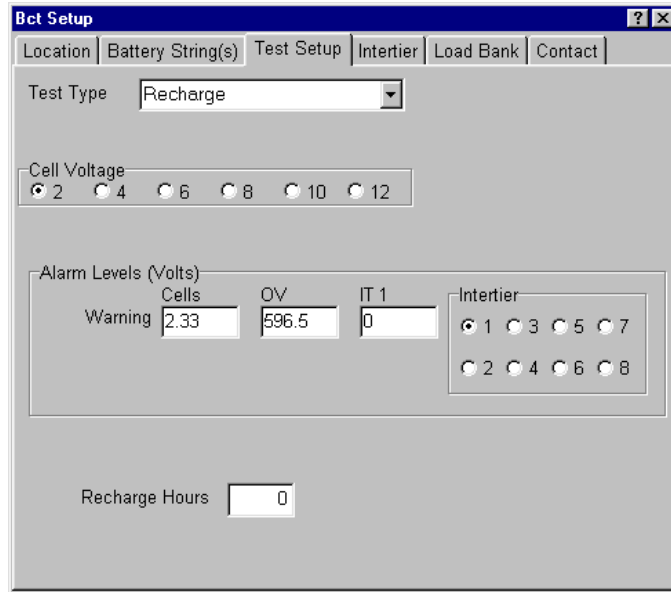 Bct Setup
Location Battery String(s) Test Setup Intertier Load Bank Contact
Test Type Recharge
Cell Voltage
2 4 6 8 10 12
Alarm Levels (Volts)
Cells OV IT 1 Intertier
Warning 2.33 596.5 0 1 3 5 7
2 4 6 8
Recharge Hours 0